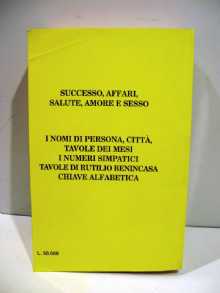 SUCCESSO, AFFARI,
SALUTE, AMORE E SESSO
I NOMI DI PERSONA, CITTÀ,
TAVOLE DEI MESI
I NUMERI SIMPATICI
TAVOLE DI RUTILIO BENINCASA
CHIAVE ALFABETICA